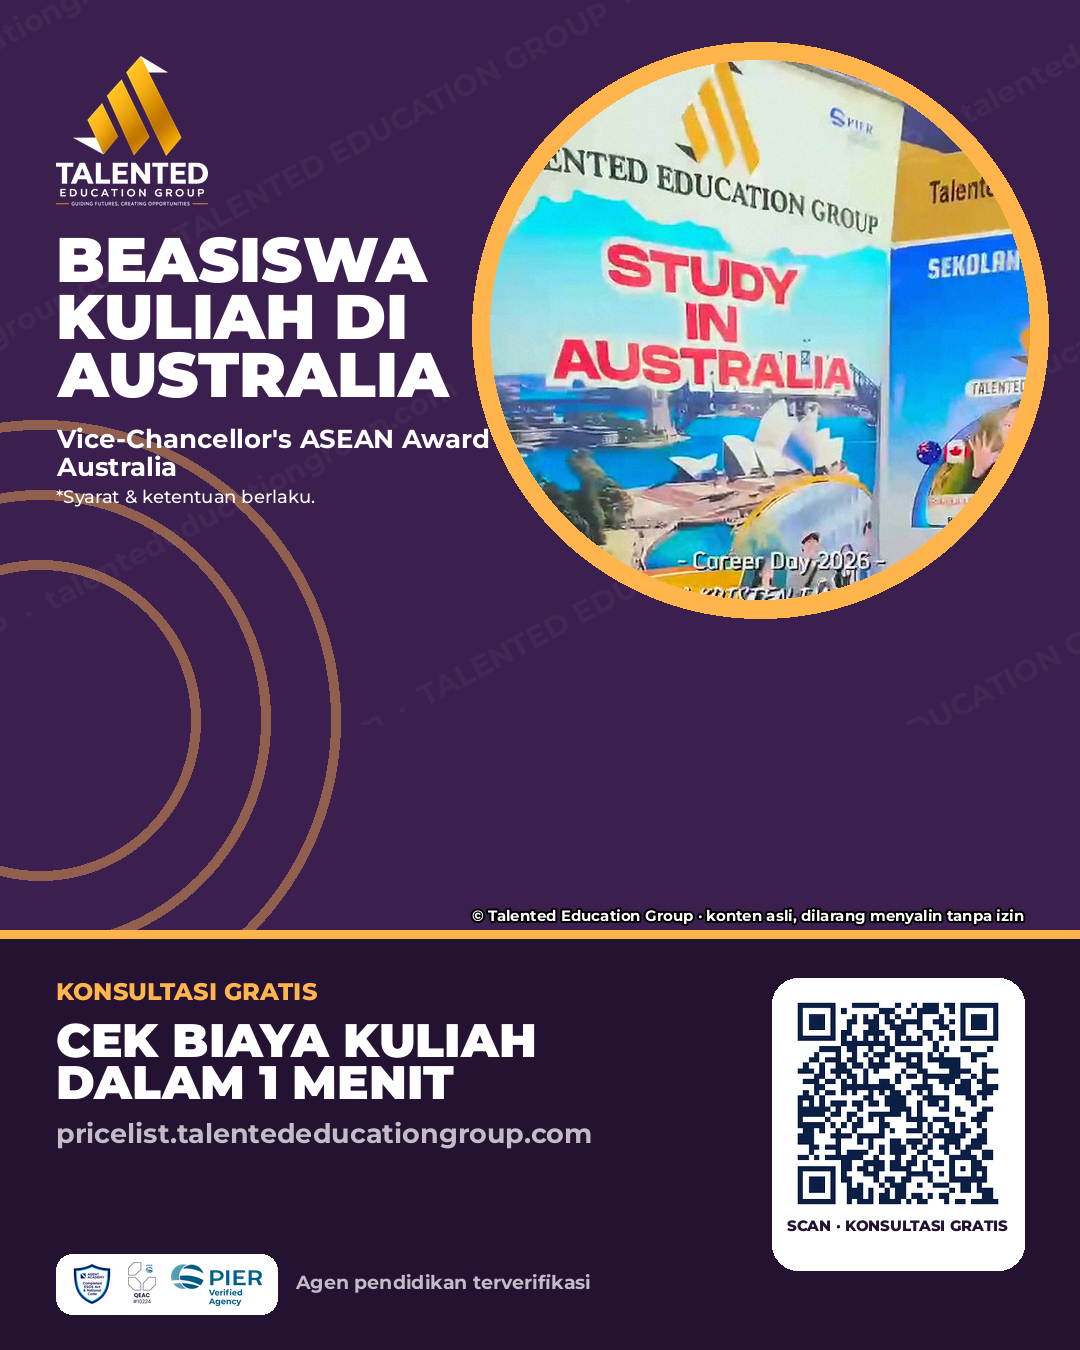 TALENTED
EDUCATION GROUP
GUIDING FUTURES, CREATING OPPORTUNITIES
BEASISWA
KULIAH DI
AUSTRALIA
Vice-Chancellor's ASEAN Award
Australia
*Syarat & ketentuan berlaku.
PIER
ENTED EDUCATION GROUP
STUDY
IN
AUSTRALIA
- Career Day 2026 -
SEKOLAH
TALENTED
© Talented Education Group · konten asli, dilarang menyalin tanpa izin
KONSULTASI GRATIS
CEK BIAYA KULIAH
DALAM 1 MENIT
pricelist.talentededucationgroup.com
SCAN · KONSULTASI GRATIS
QEAC
#10224
PIER
Verified
Agency
Agen pendidikan terverifikasi